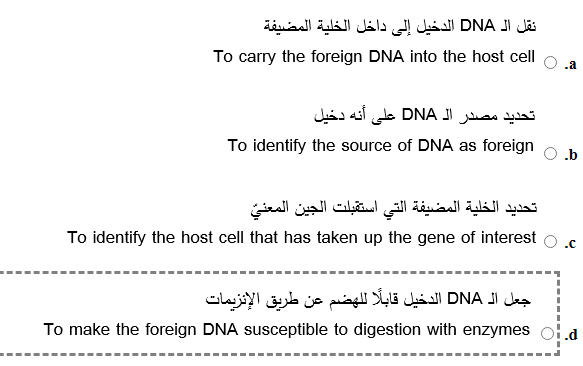 نقل الـ DNA الدخيل إلى داخل الخلية المضيفة
To carry the foreign DNA into the host cell .a
تحديد مصدر الـ DNA على أنه دخيل
To identify the source of DNA as foreign .b
تحديد الخلية المضيفة التي استقبلت الجين المعنيّ
To identify the host cell that has taken up the gene of interest .c
جعل الـ DNA الدخيل قابلًا للهضم عن طريق الإنزيمات
To make the foreign DNA susceptible to digestion with enzymes .d